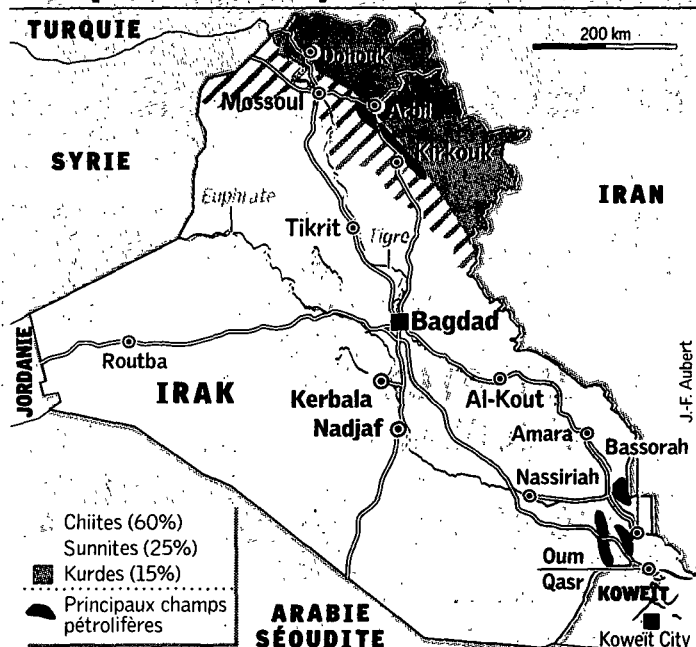 TURQUIE
200 km
Dohouk
Mossoul
Arbil
SYRIE
Kirkouk
IRAN
Euphrate
Tikrit
Tigre
Bagdad
JORDANIE
Routba
IRAK
Kerbala
Al-Kout
J.-F. Aubert
Nadjaf
Amara
Bassorah
Nassiriah
Chiites (60%)
Sunnites (25%)
Kurdes (15%)
Principaux champs
pétrolifères
Oum
Qasr
KOWEÏT
ARABIE
SÉOUDITE
Koweït City